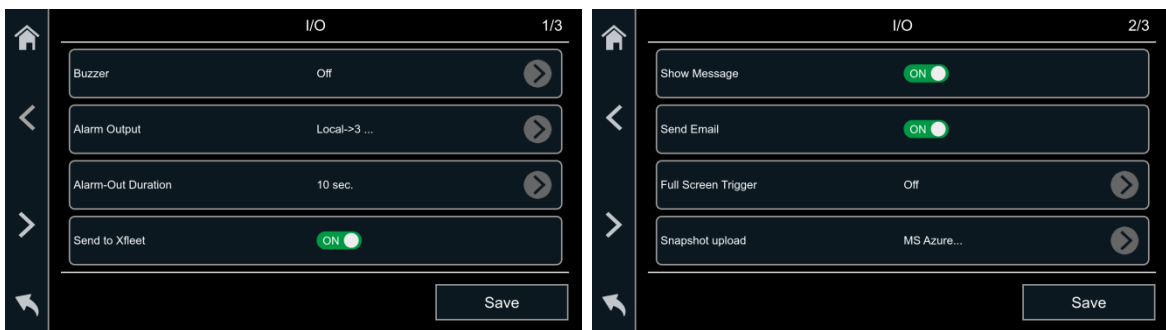 I/O 1/3
Buzzer Off
Alarm Output Local->3 ...
Alarm-Out Duration 10 sec.
Send to Xfleet ON
Save
I/O 2/3
Show Message ON
Send Email ON
Full Screen Trigger Off
Snapshot upload MS Azure...
Save